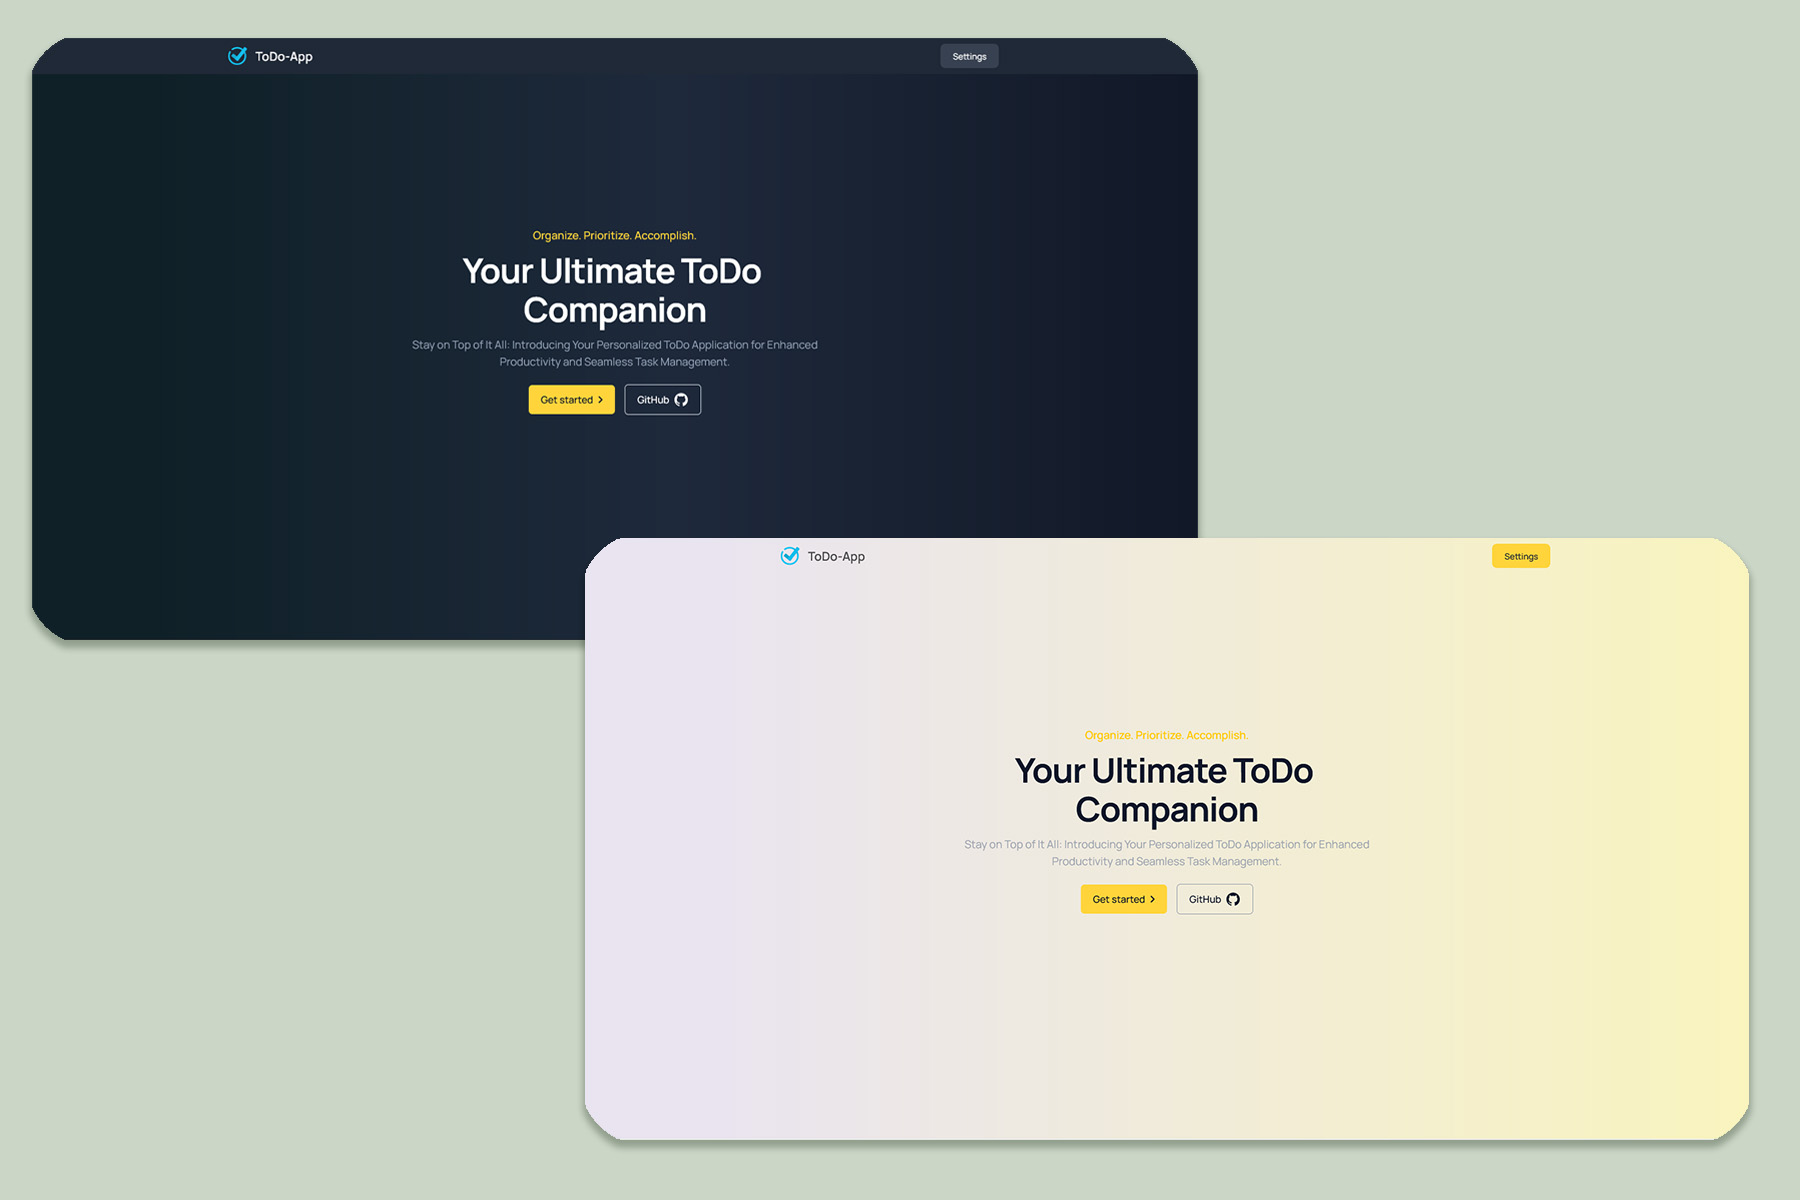 ToDo-App
Settings
Organize. Prioritize. Accomplish.
Your Ultimate ToDo
Companion
Stay on Top of It All: Introducing Your Personalized ToDo Application for Enhanced
Productivity and Seamless Task Management.
Get started
GitHub
ToDo-App
Settings
Organize. Prioritize. Accomplish.
Your Ultimate ToDo
Companion
Stay on Top of It All: Introducing Your Personalized ToDo Application for Enhanced
Productivity and Seamless Task Management.
Get started
GitHub